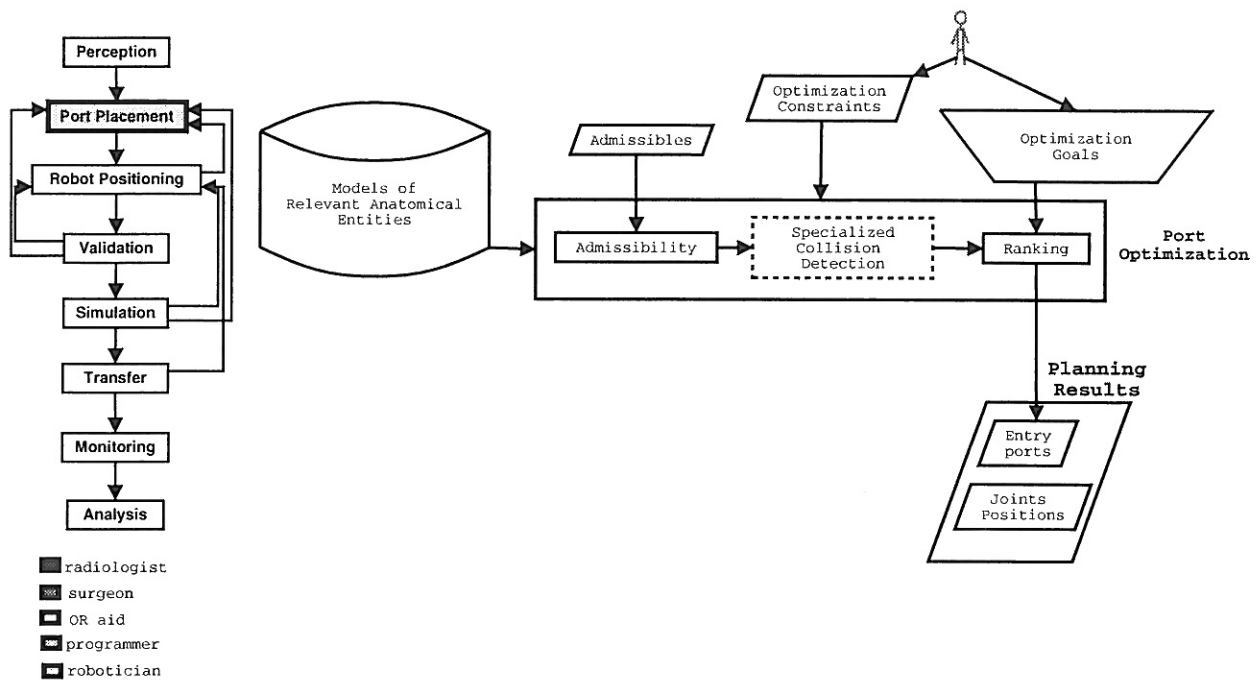 Perception
Port Placement
Robot Positioning
Validation
Simulation
Transfer
Monitoring
Analysis
radiologist
surgeon
OR aid
programmer
robotician
Models of
Relevant Anatomical
Entities
Admissibles
Optimization
Constraints
Optimization
Goals
Admissibility
Specialized
Collision
Detection
Ranking
Port
Optimization
Planning
Results
Entry
ports
Joints
Positions